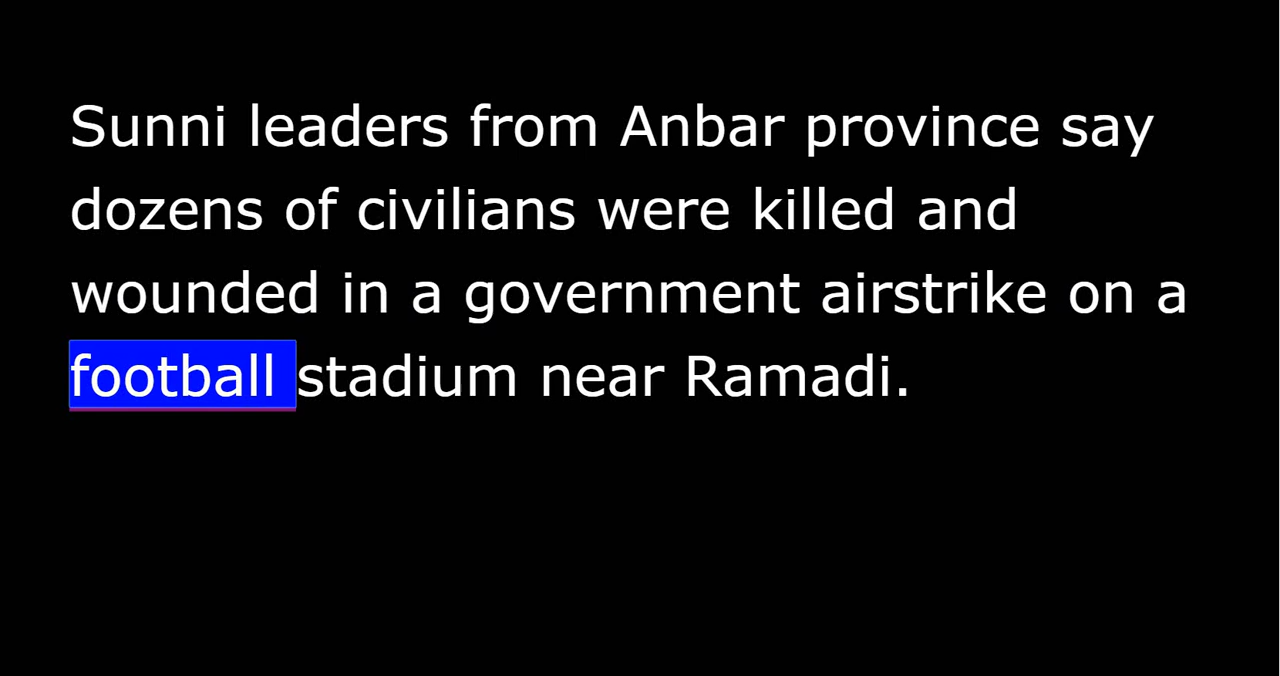 Sunni leaders from Anbar province say
dozens of civilians were killed and
wounded in a government airstrike on a
football stadium near Ramadi.